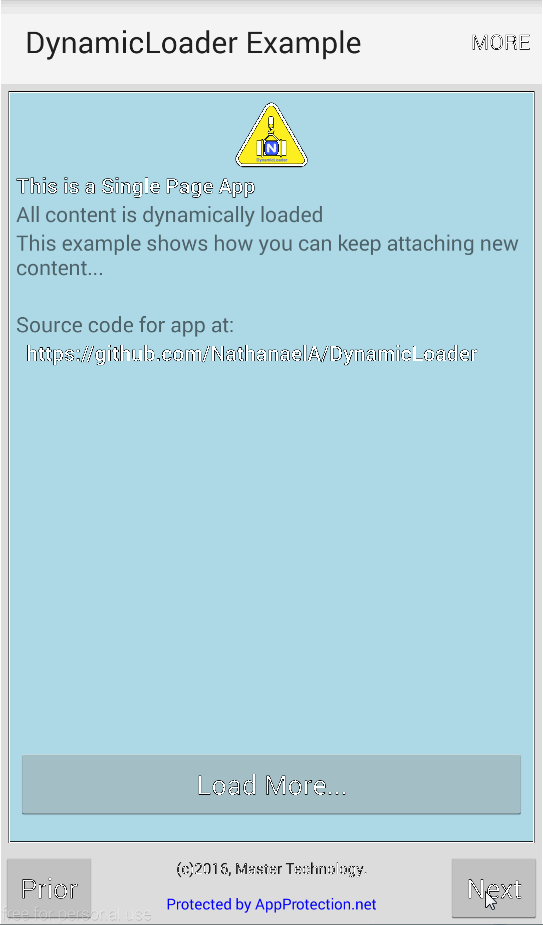 DynamicLoader Example
MORE
N
DynamicLoader
This is a Single Page App
All content is dynamically loaded
This example shows how you can keep attaching new
content...
Source code for app at:
https://github.com/NathanaelA/DynamicLoader
Load More...
Prior
(c)2016, Master Technology.
Next
Protected by AppProtection.net
free for personal use